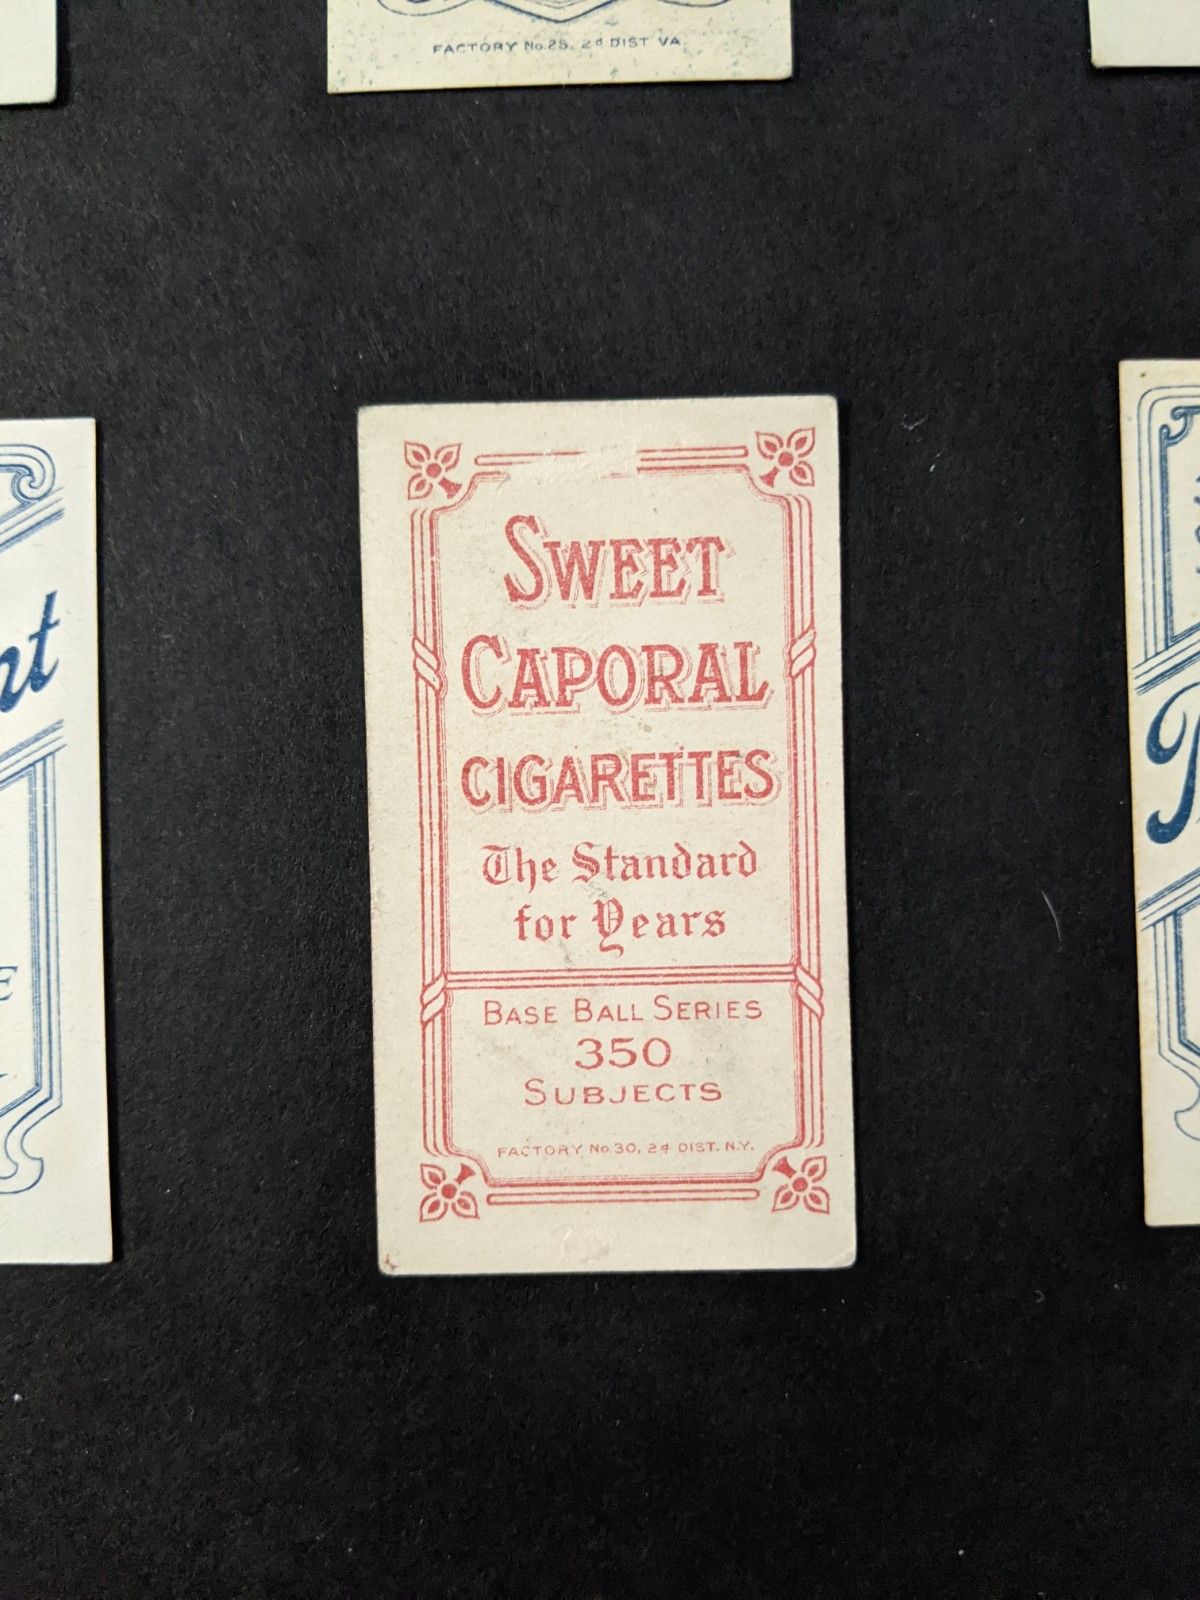 FACTORY No. 25. 2d DIST VA.
SWEET
CAPORAL
CIGARETTES
The Standard
for Years
BASE BALL SERIES
350
SUBJECTS
FACTORY No. 30, 2d DIST. N.Y.